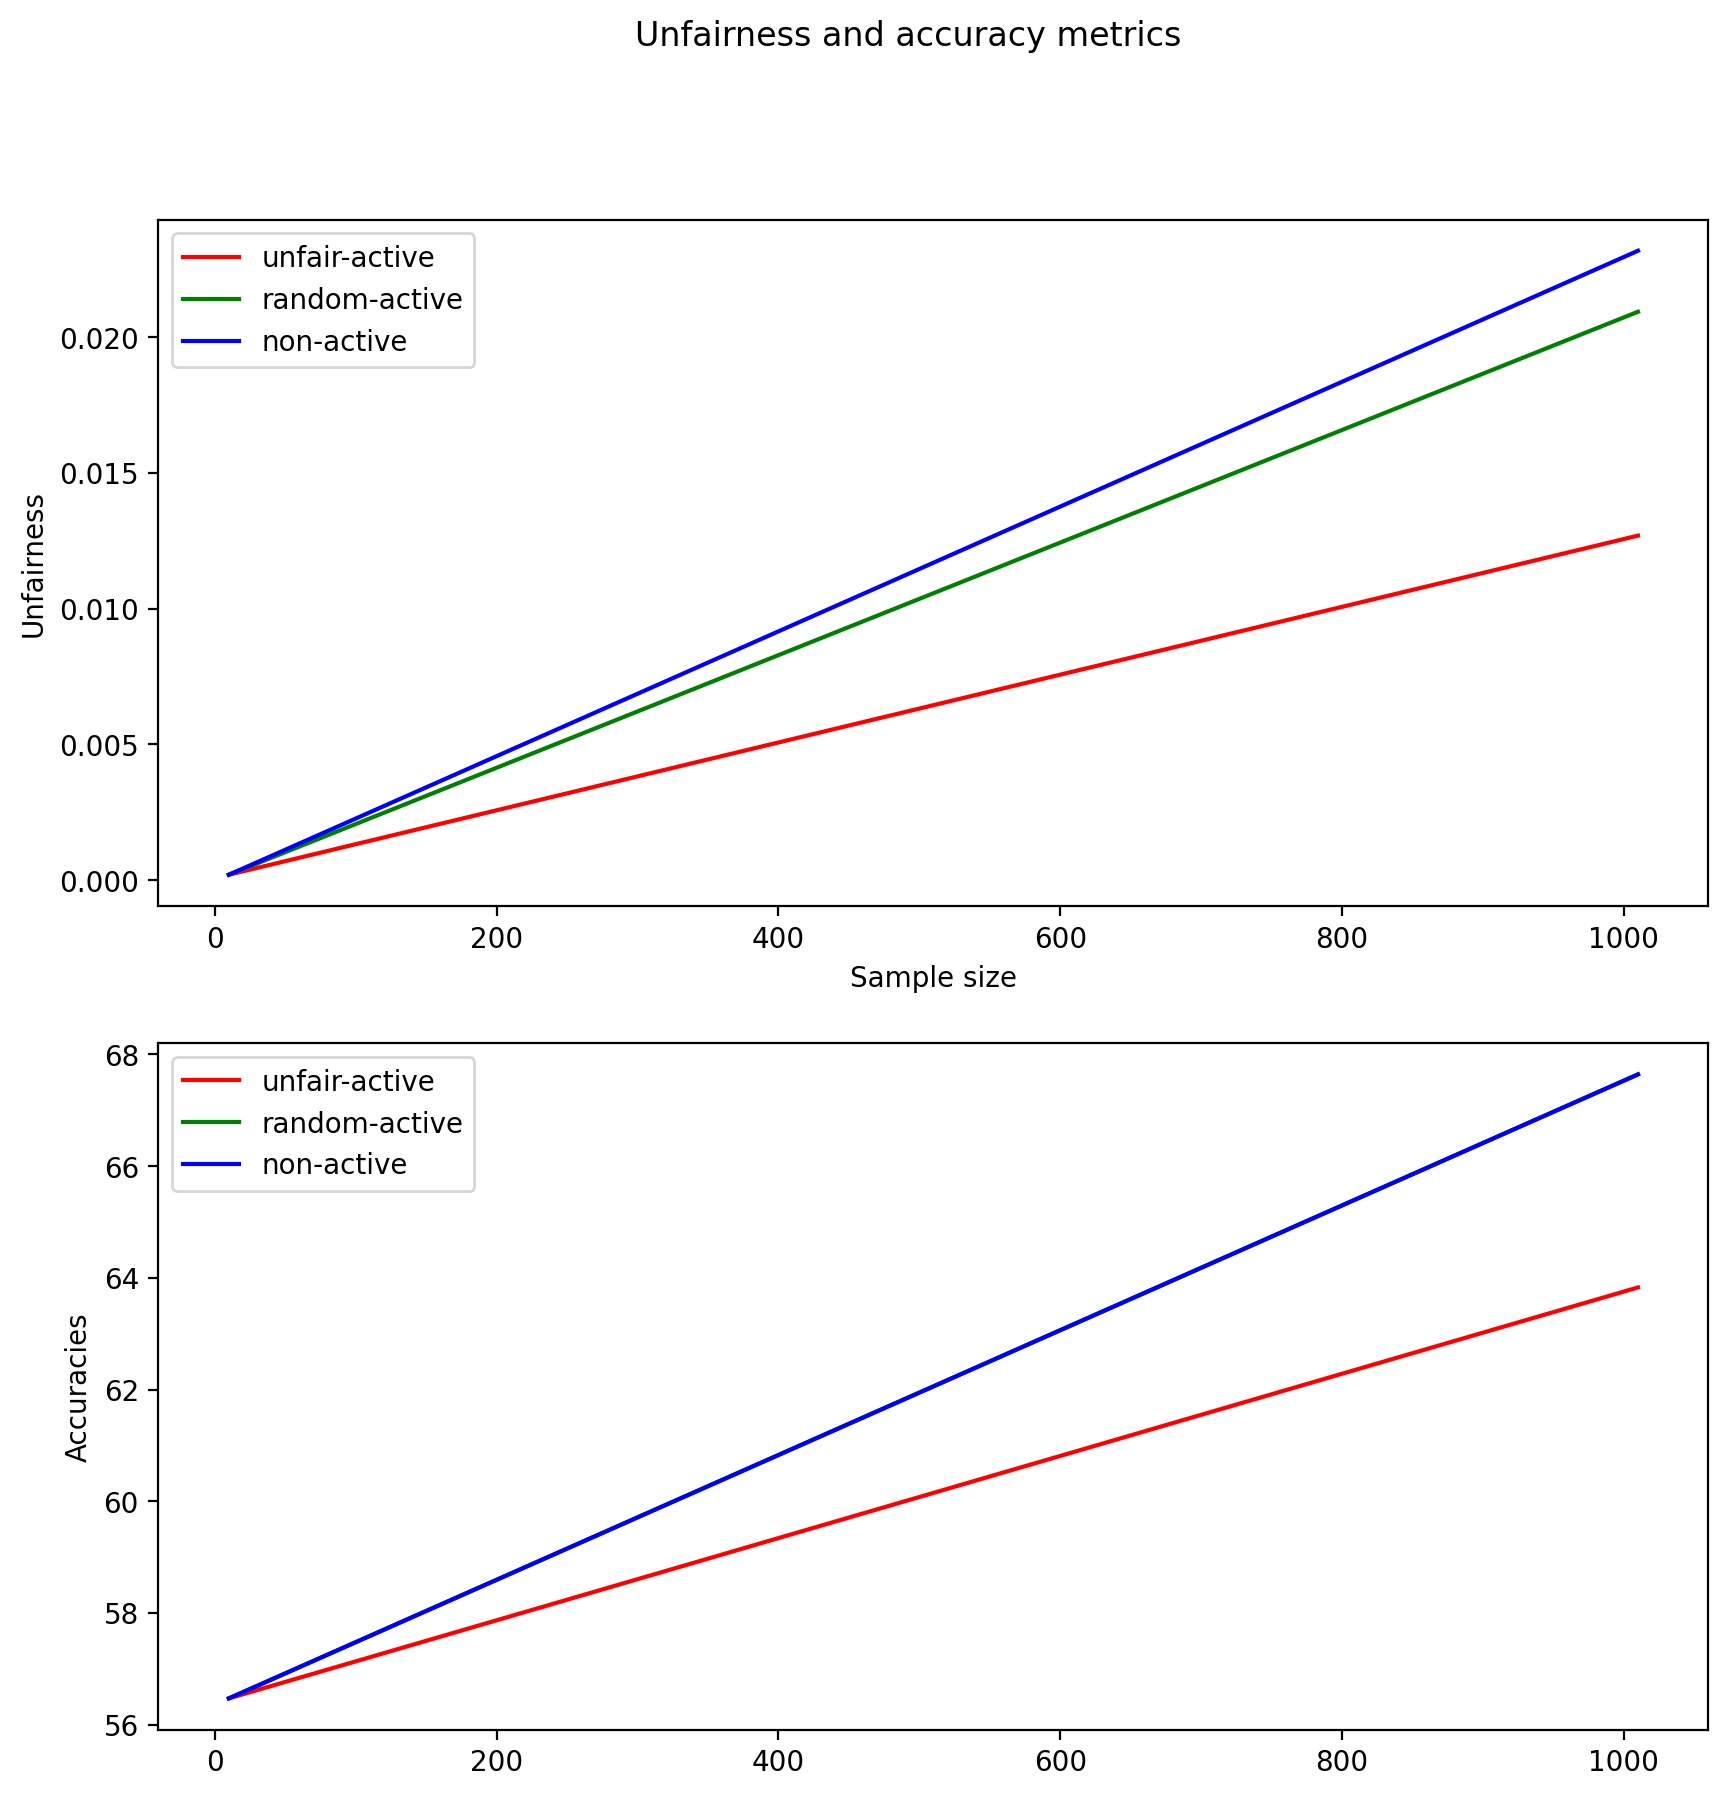 Unfairness and accuracy metrics
unfair-active
random-active
non-active
0.020
0.015
0.010
0.005
0.000
Unfairness
0 200 400 600 800 1000
Sample size
unfair-active
random-active
non-active
68
66
64
62
60
58
56
Accuracies
0 200 400 600 800 1000